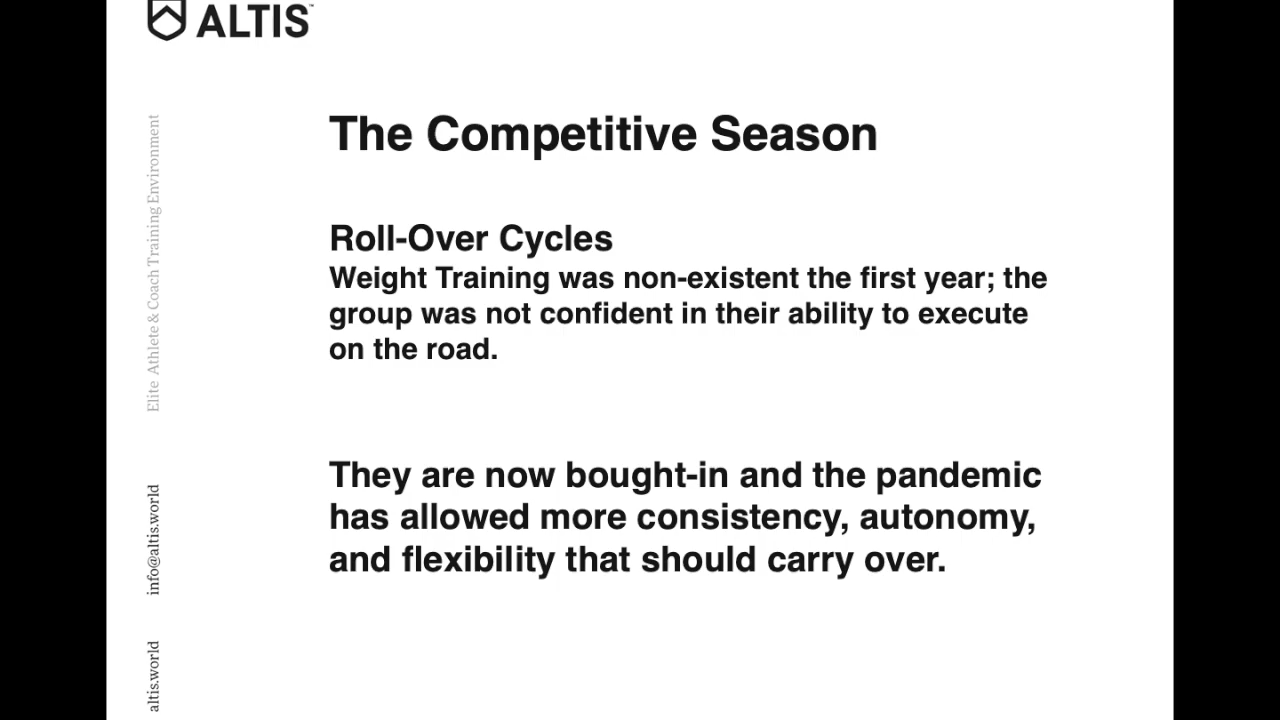 ALTIS™
The Competitive Season
Roll-Over Cycles
Weight Training was non-existent the first year; the
group was not confident in their ability to execute
on the road.
They are now bought-in and the pandemic
has allowed more consistency, autonomy,
and flexibility that should carry over.
Elite Athlete & Coach Training Environment
info@altis.world
altis.world